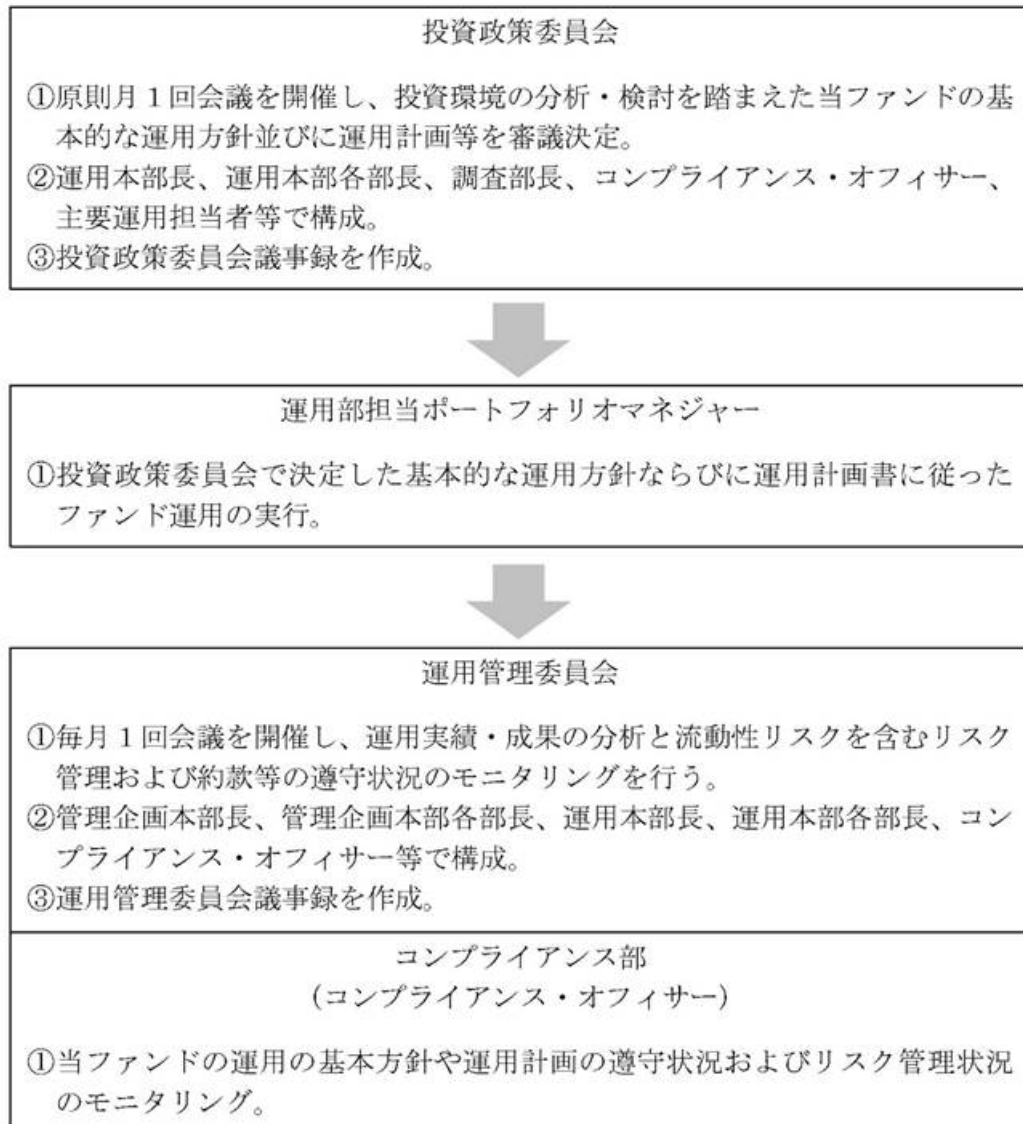 投資政策委員会
①原則月1回会議を開催し、投資環境の分析・検討を踏まえた当ファンドの基
本的な運用方針並びに運用計画等を審議決定。
②運用本部長、運用本部各部長、調査部長、コンプライアンス・オフィサー、
主要運用担当者等で構成。
③投資政策委員会議事録を作成。
運用部担当ポートフォリオマネジャー
①投資政策委員会で決定した基本的な運用方針ならびに運用計画書に従った
ファンド運用の実行。
運用管理委員会
①毎月1回会議を開催し、運用実績・成果の分析と流動性リスクを含むリスク
管理および約款等の遵守状況のモニタリングを行う。
②管理企画本部長、管理企画本部各部長、運用本部長、運用本部各部長、コン
プライアンス・オフィサー等で構成。
③運用管理委員会議事録を作成。
コンプライアンス部
(コンプライアンス・オフィサー)
①当ファンドの運用の基本方針や運用計画の遵守状況およびリスク管理状況
のモニタリング。